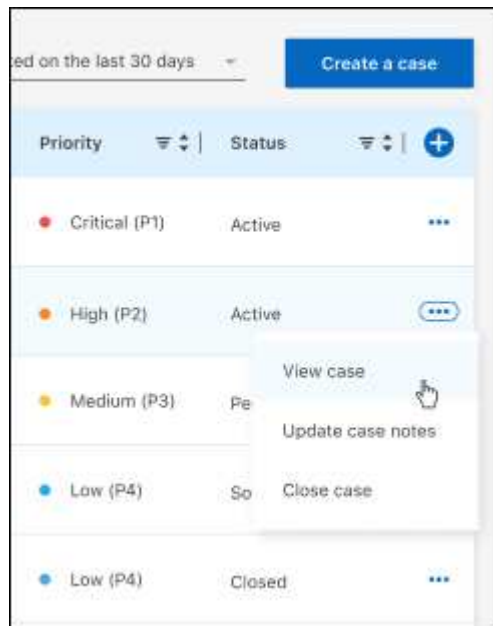 ed on the last 30 days
Create a case
Priority Status
Critical (P1) Active
High (P2) Active
View case
Medium (P3) Pe
Update case notes
Low (P4) So Close case
Low (P4) Closed